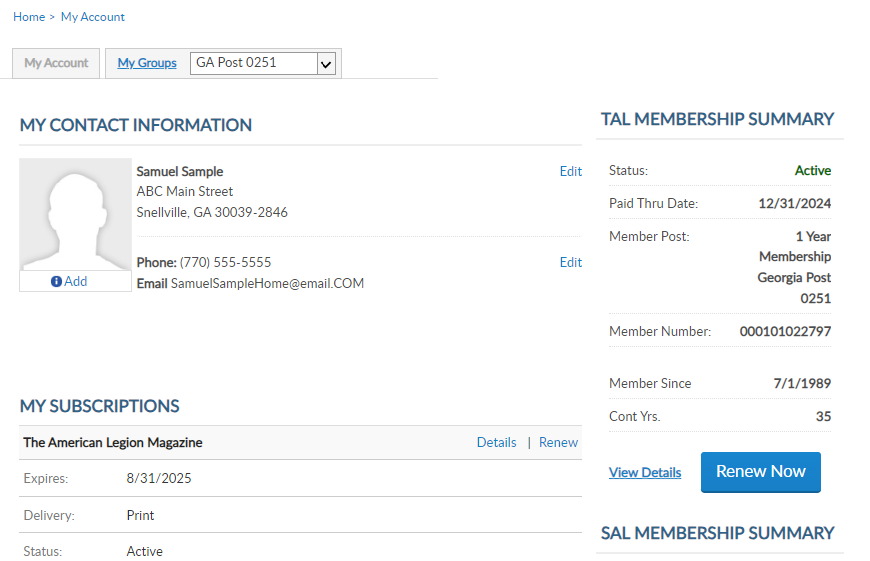 Home > My Account
My Account
My Groups
GA Post 0251
MY CONTACT INFORMATION
Samuel Sample
Edit
ABC Main Street
Snellville, GA 30039-2846
Phone: (770) 555-5555
Edit
Email SamuelSampleHome@email.COM
Add
MY SUBSCRIPTIONS
The American Legion Magazine
Details | Renew
Expires: 8/31/2025
Delivery: Print
Status: Active
TAL MEMBERSHIP SUMMARY
Status: Active
Paid Thru Date: 12/31/2024
Member Post: 1 Year
Membership
Georgia Post
0251
Member Number: 000101022797
Member Since 7/1/1989
Cont Yrs. 35
View Details
Renew Now
SAL MEMBERSHIP SUMMARY